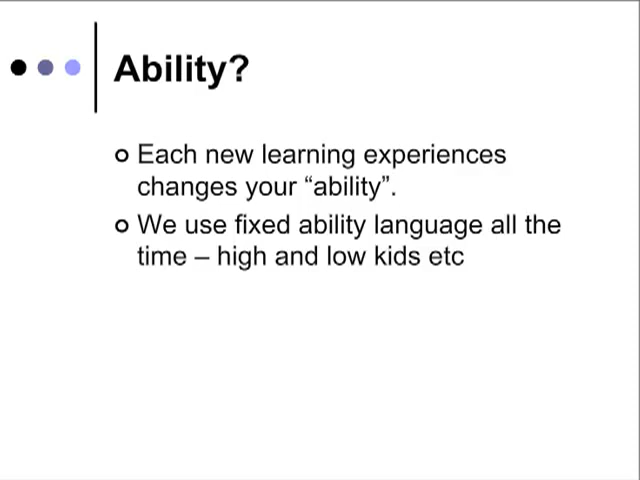 Ability?
Each new learning experiences
changes your “ability”.
We use fixed ability language all the
time – high and low kids etc